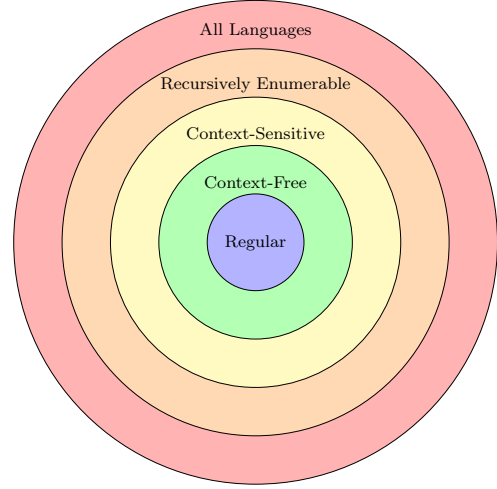 All Languages
Recursively Enumerable
Context-Sensitive
Context-Free
Regular